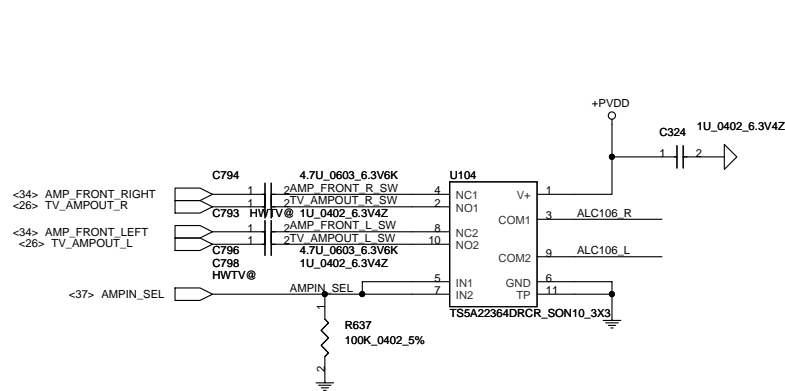 +PVDD
C324
1U_0402_6.3V4Z
1
2
C794
4.7U_0603_6.3V6K
U104
<34> AMP_FRONT_RIGHT
1
2
AMP_FRONT_R_SW
4
NC1
V+
1
<26> TV_AMPOUT_R
1
2
TV_AMPOUT_R_SW
2
NO1
C793
HWTV@
1U_0402_6.3V4Z
COM1
3
ALC106_R
<34> AMP_FRONT_LEFT
1
2
AMP_FRONT_L_SW
8
NC2
<26> TV_AMPOUT_L
1
2
TV_AMPOUT_L_SW
10
NO2
C796
4.7U_0603_6.3V6K
COM2
9
ALC106_L
C798
1U_0402_6.3V4Z
HWTV@
5
IN1
GND
6
<37> AMPIN_SEL
AMPIN_SEL
7
IN2
TP
11
TS5A22364DRCR_SON10_3X3
1
R637
100K_0402_5%
2